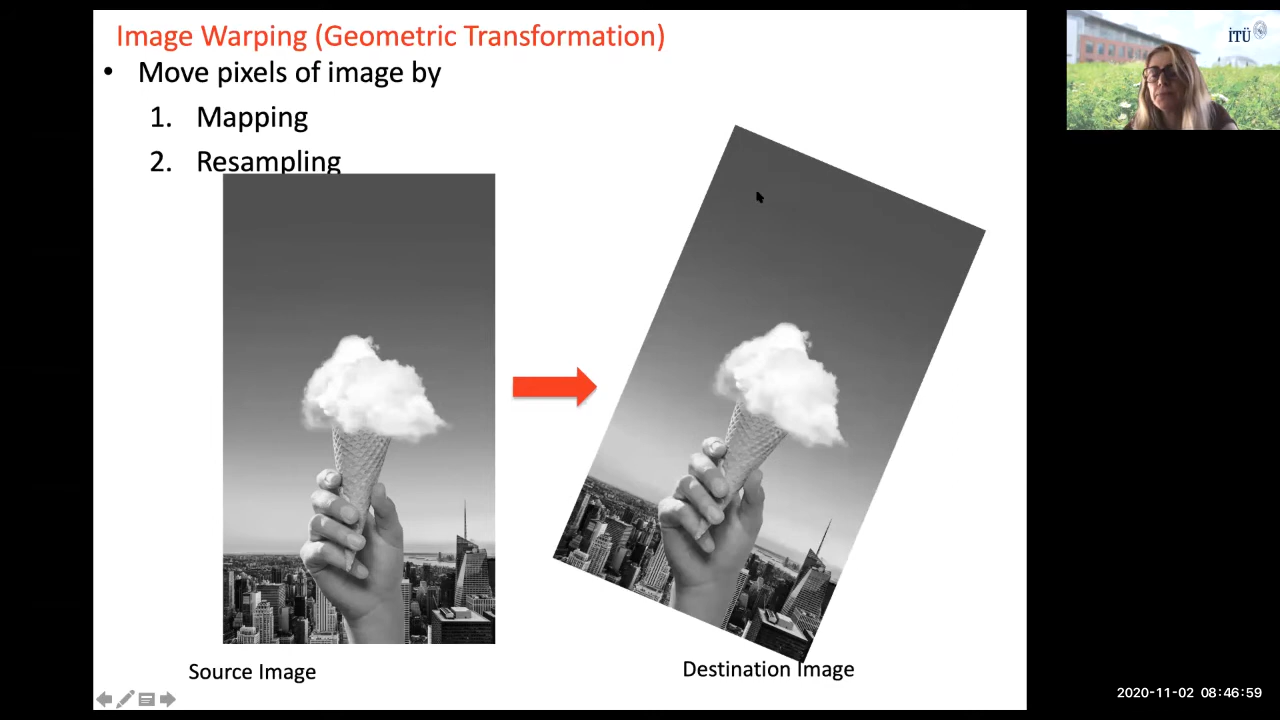 Image Warping (Geometric Transformation)
• Move pixels of image by
1. Mapping
2. Resampling
Source Image
Destination Image
İTÜ
2020-11-02 08:46:59